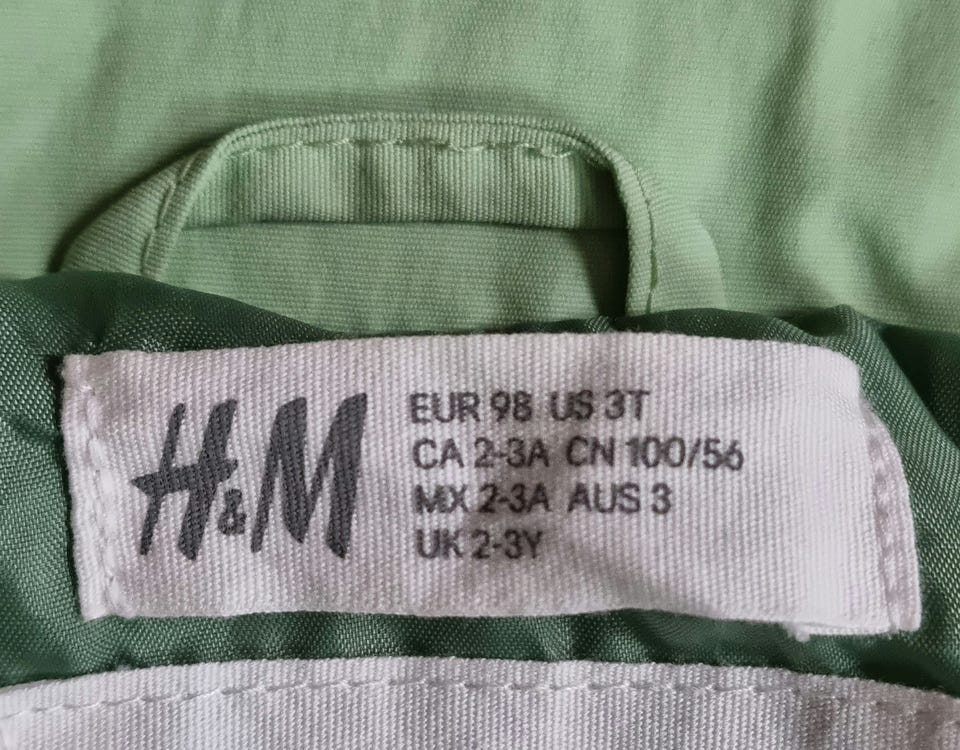 H&M
EUR 98 US 3T
CA 2-3A CN 100/56
MX 2-3A AUS 3
UK 2-3Y